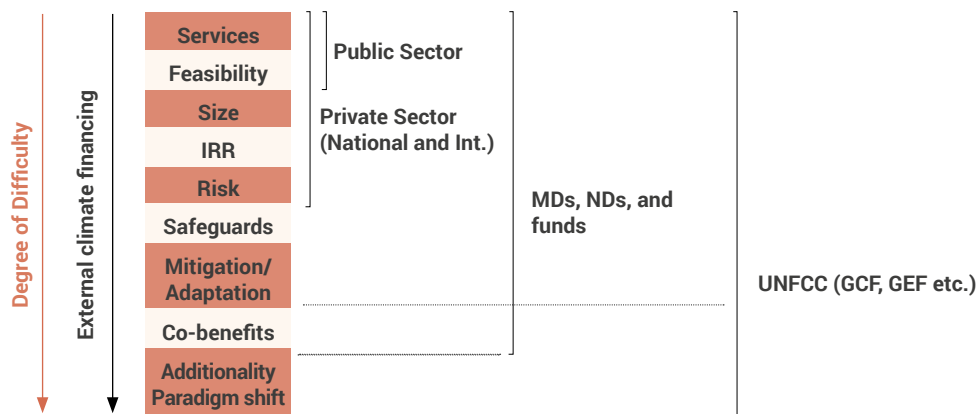 Degree of Difficulty
External climate financing
Services
Feasibility
Size
IRR
Risk
Safeguards
Mitigation/
Adaptation
Co-benefits
Additionality
Paradigm shift
Public Sector
Private Sector
(National and Int.)
MDs, NDs, and
funds
UNFCC (GCF, GEF etc.)